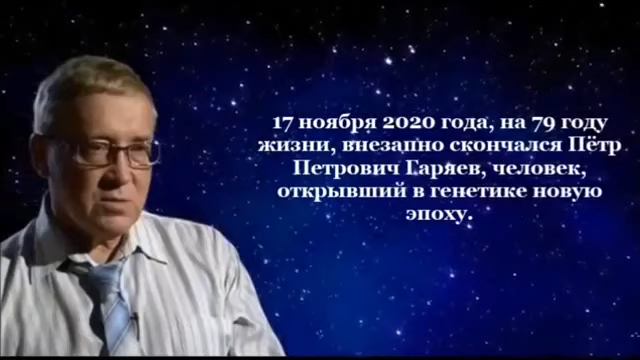 17 ноября 2020 года, на 79 году
жизни, внезапно скончался Пётр
Петрович Гаряев, человек,
открывший в генетике новую
эпоху.